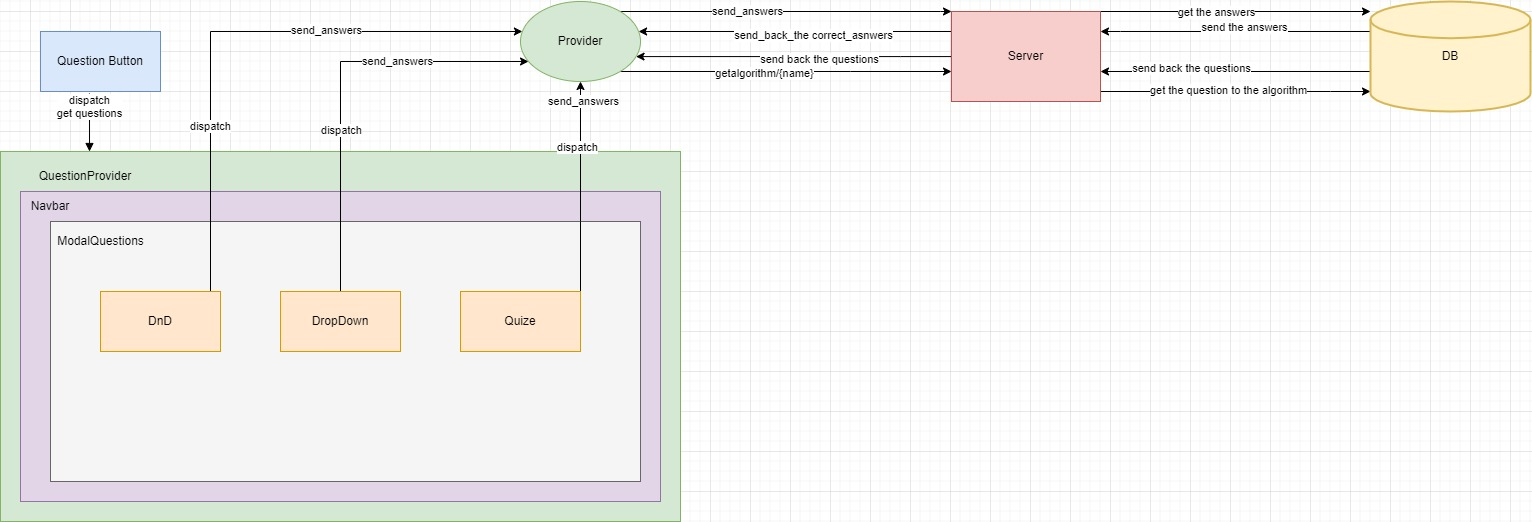 Question Button
dispatch
get questions
send_answers
dispatch
send_answers
dispatch
Provider
send_answers
dispatch
send_answers
send_back_the correct_asnwers
send back the questions
getalgorithm/{name}
Server
get the answers
send the answers
send back the questions
get the question to the algorithm
DB
QuestionProvider
Navbar
ModalQuestions
DnD
DropDown
Quize